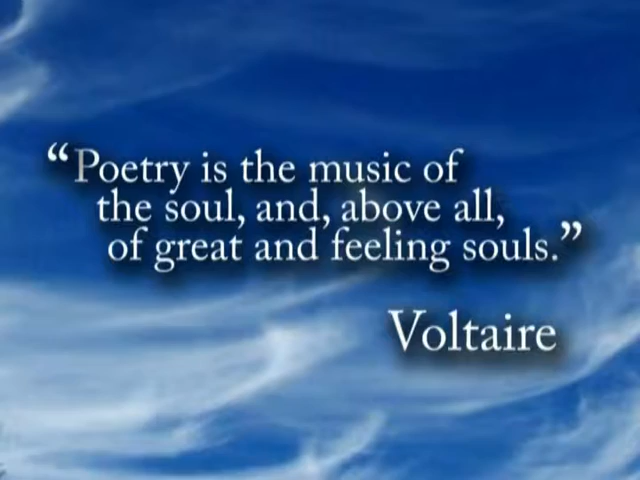 “Poetry is the music of
the soul, and, above all,
of great and feeling souls.”
Voltaire